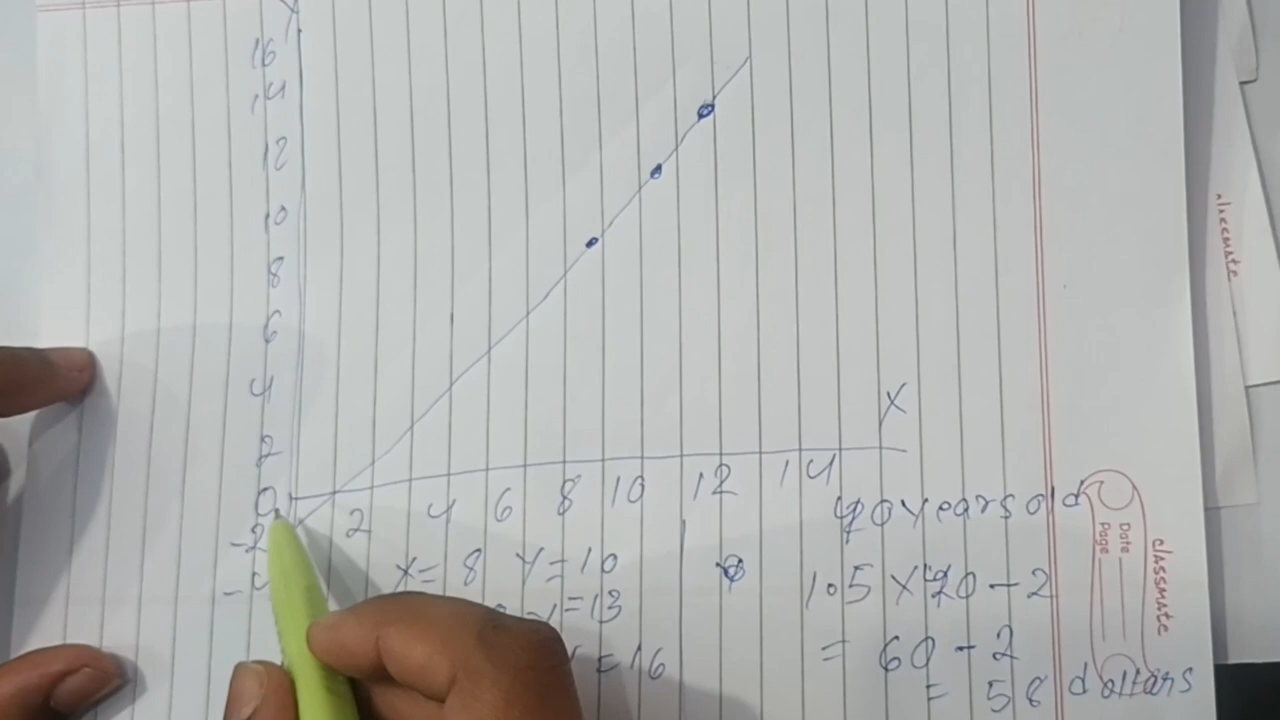 Y
16
14
12
10
8
6
4
2
0
-2
X
2 4 6 8 10 12 14
X = 8 Y = 10
Y = 13
= 16
40 years old
1.5 X 40 - 2
= 60 - 2
= 58 dollars
classmate
Date
Page
classmate